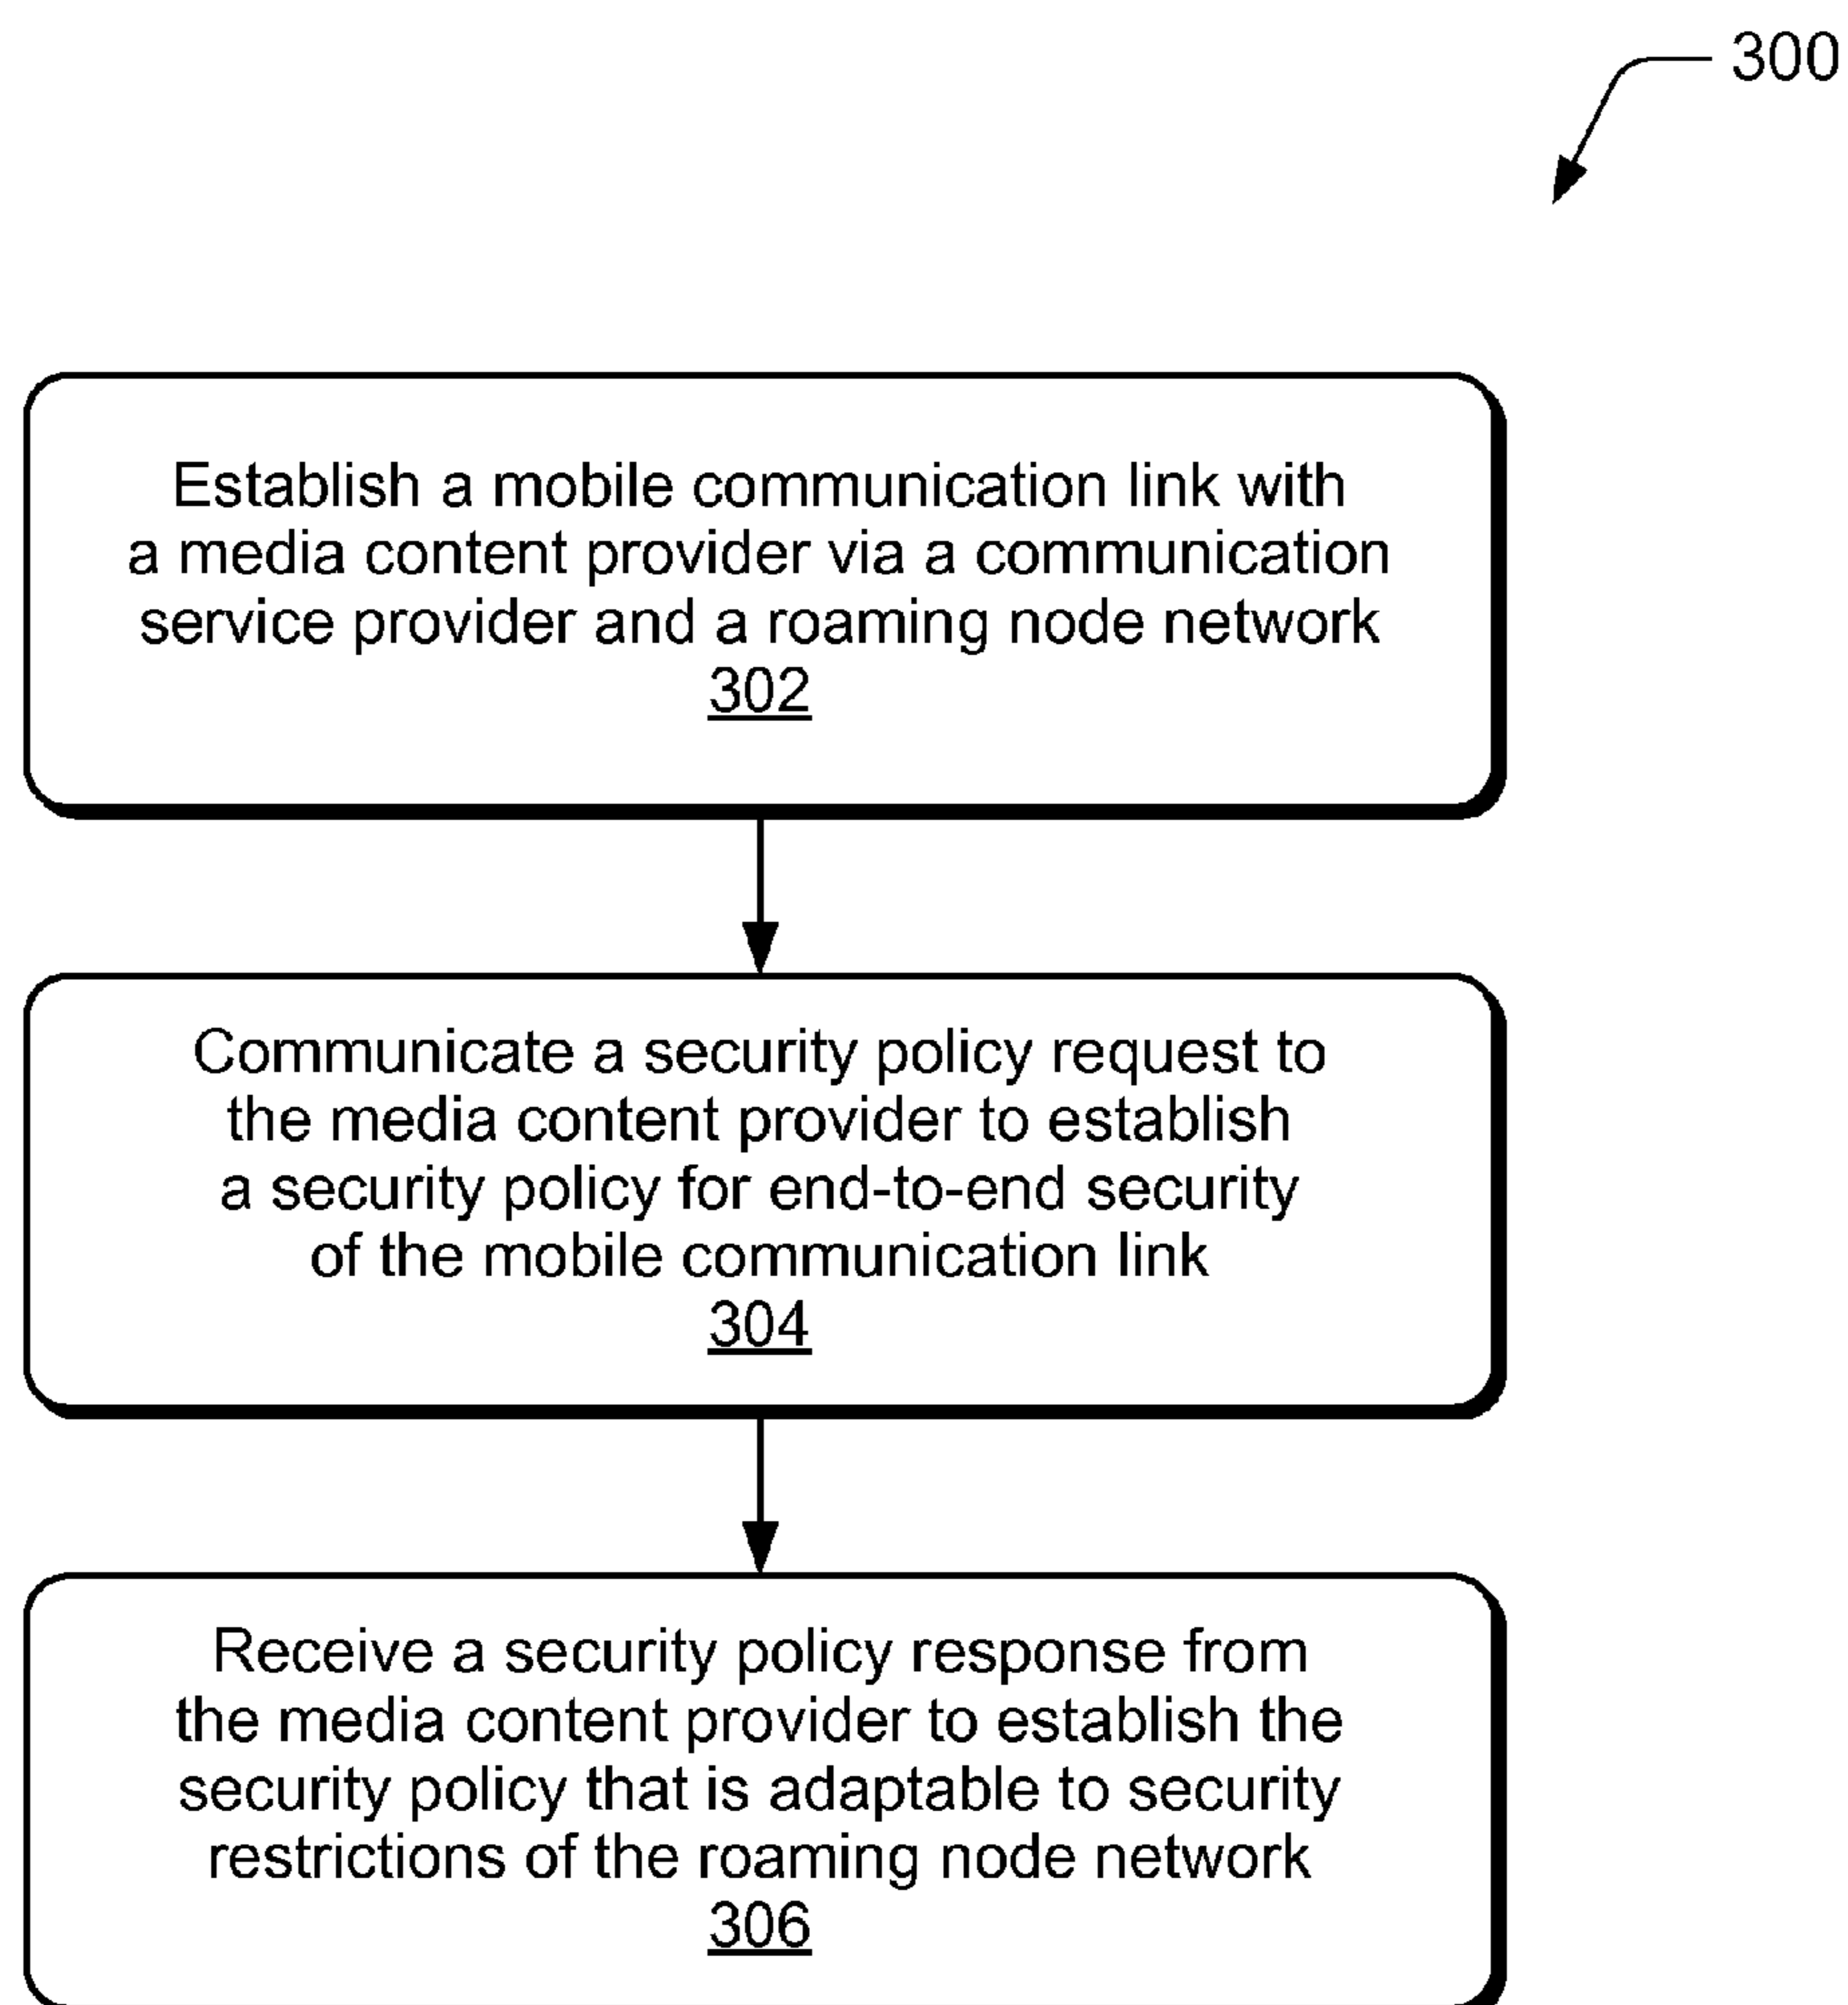 300
Establish a mobile communication link with
a media content provider via a communication
service provider and a roaming node network
302
Communicate a security policy request to
the media content provider to establish
a security policy for end-to-end security
of the mobile communication link
304
Receive a security policy response from
the media content provider to establish the
security policy that is adaptable to security
restrictions of the roaming node network
306